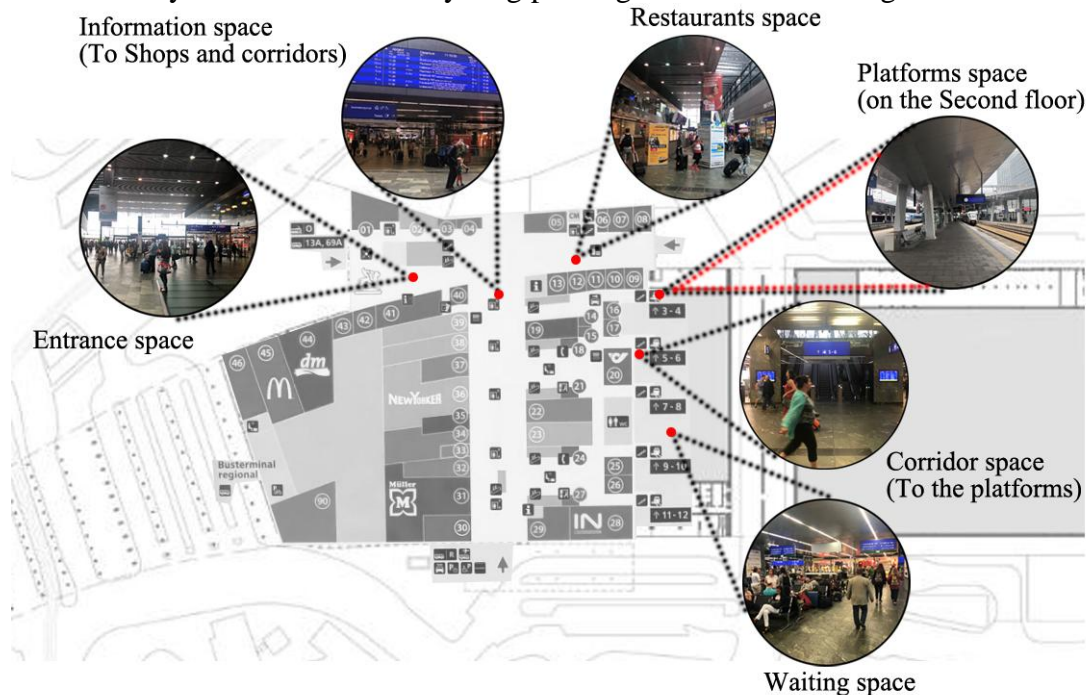 Information space
(To Shops and corridors)
Restaurants space
Platforms space
(on the Second floor)
Entrance space
Corridor space
(To the platforms)
Waiting space
O
13A, 69A
01
02
03
04
05
06
07
08
13
12
11
10
09
40
39
38
37
36
35
34
33
32
31
30
41
42
43
44
45
46
dm
M
NEW YORKER
Müller
M
90
Busterminal
regional
14
15
16
17
18
19
20
21
22
23
24
25
26
27
28
29
IN
↑ 3 - 4
↑ 5 - 6
↑ 7 - 8
↑ 9 - 10
↑ 11 - 12
WC
R
P